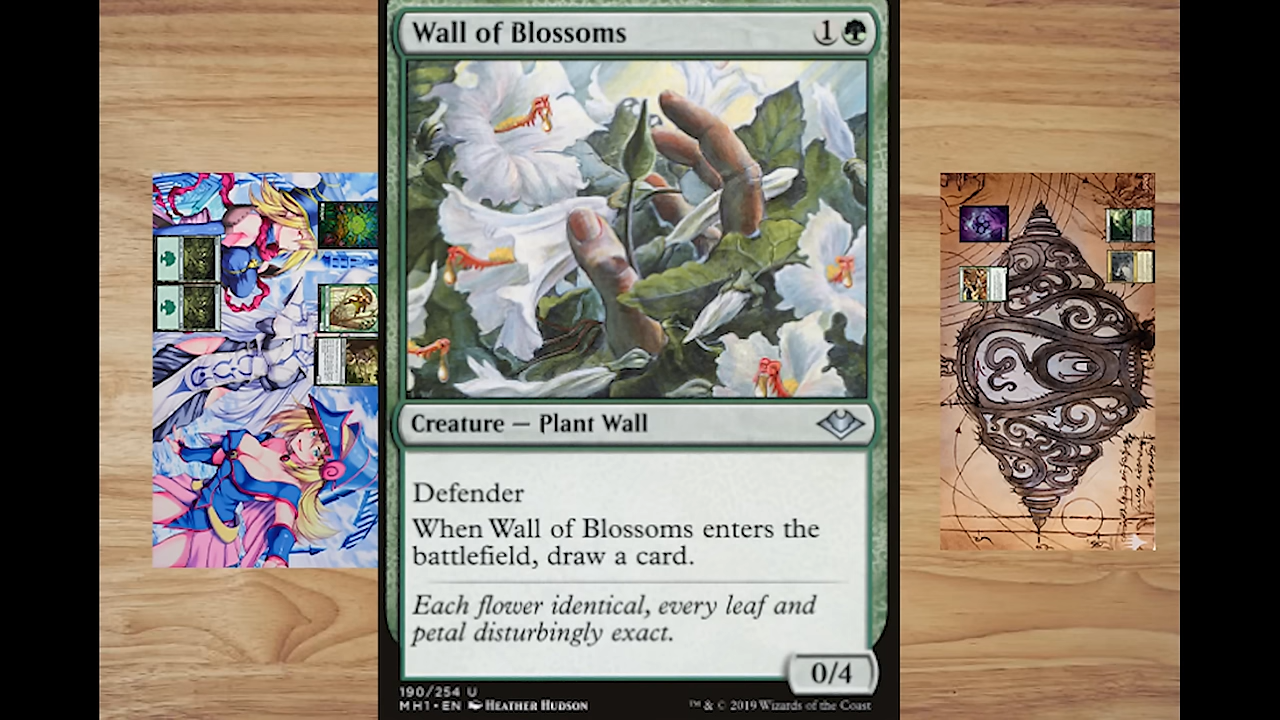 Wall of Blossoms
1
Creature — Plant Wall
Defender
When Wall of Blossoms enters the
battlefield, draw a card.
Each flower identical, every leaf and
petal disturbingly exact.
0/4
190/254 U
MH1 • EN HEATHER HUDSON
™ & © 2019 Wizards of the Coast